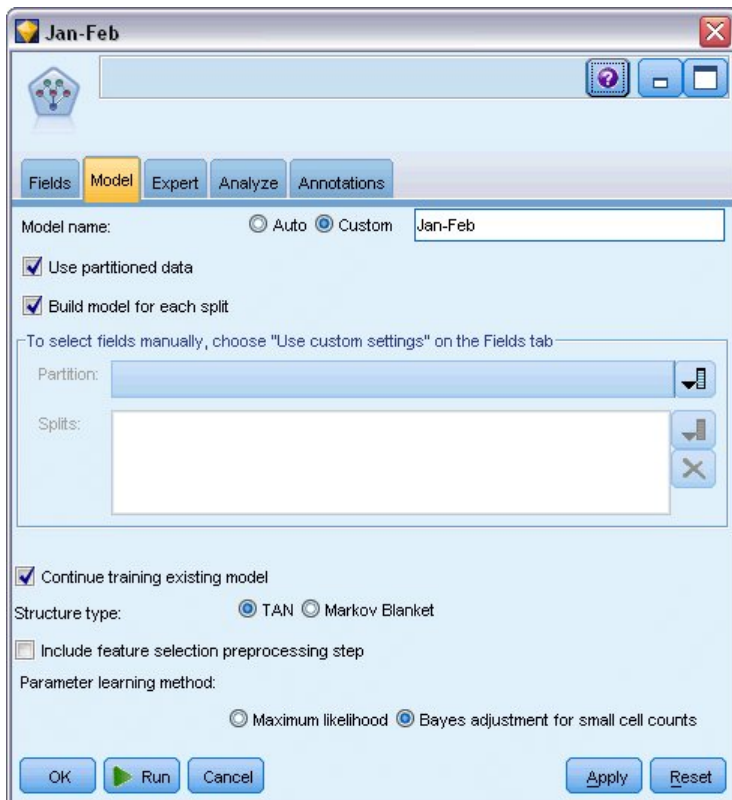 Jan-Feb
Fields Model Expert Analyze Annotations
Model name: Auto Custom Jan-Feb
Use partitioned data
Build model for each split
To select fields manually, choose "Use custom settings" on the Fields tab
Partition:
Splits:
Continue training existing model
Structure type: TAN Markov Blanket
Include feature selection preprocessing step
Parameter learning method:
Maximum likelihood Bayes adjustment for small cell counts
OK Run Cancel Apply Reset